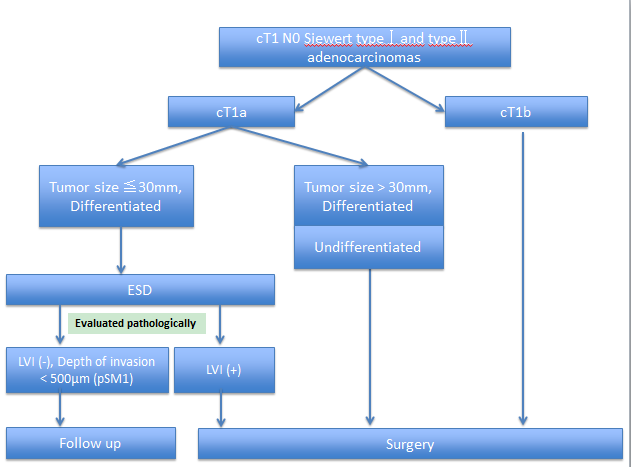 cT1 N0 Siewert type Ⅰ and type Ⅱ
adenocarcinomas
cT1a
cT1b
Tumor size ≦30mm,
Differentiated
Tumor size > 30mm,
Differentiated
Undifferentiated
ESD
Evaluated pathologically
LVI (-), Depth of invasion
< 500μm (pSM1)
LVI (+)
Follow up
Surgery